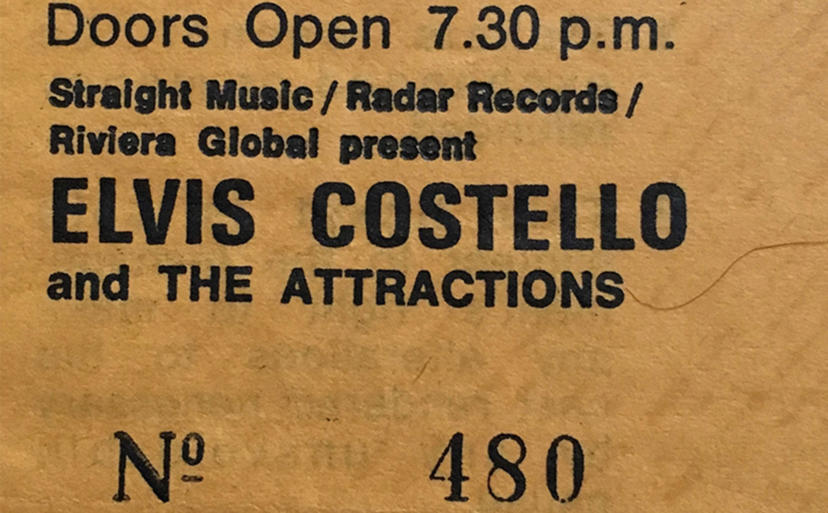 Doors Open 7.30 p.m.
Straight Music / Radar Records /
Riviera Global present
ELVIS COSTELLO
and THE ATTRACTIONS
Nº 480